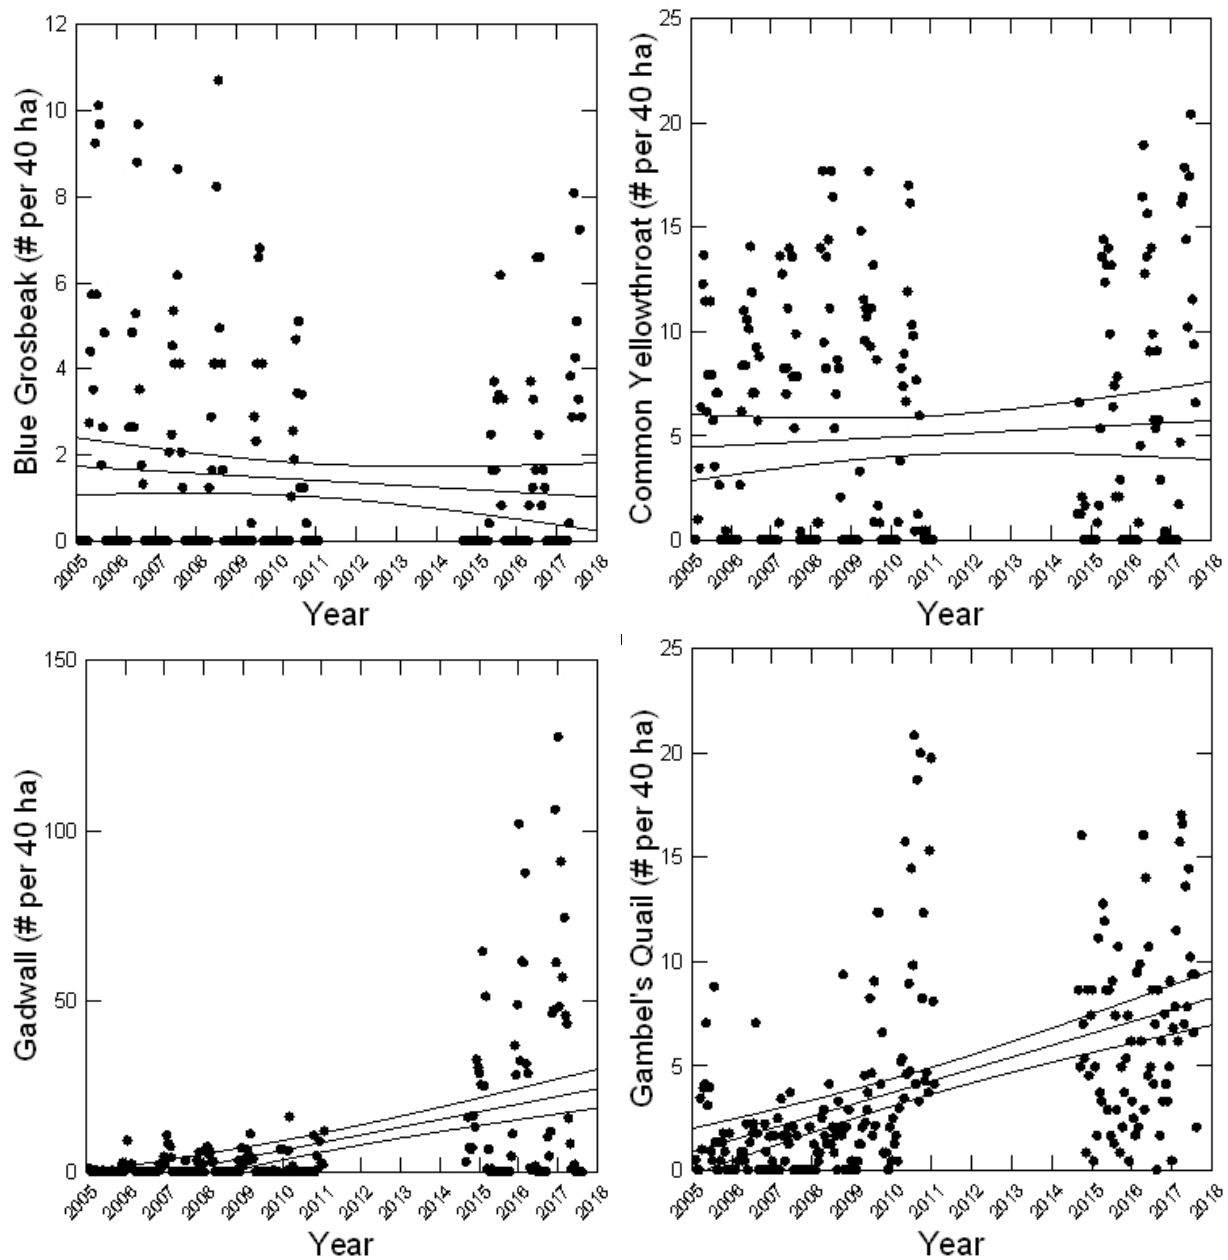 12
10
8
6
4
2
0
Blue Grosbeak (# per 40 ha)
2005 2006 2007 2008 2009 2010 2011 2012 2013 2014 2015 2016 2017 2018
Year
25
20
15
10
5
0
Common Yellowthroat (# per 40 ha)
2005 2006 2007 2008 2009 2010 2011 2012 2013 2014 2015 2016 2017 2018
Year
150
100
50
0
Gadwall (# per 40 ha)
2005 2006 2007 2008 2009 2010 2011 2012 2013 2014 2015 2016 2017 2018
Year
25
20
15
10
5
0
Gambel's Quail (# per 40 ha)
2005 2006 2007 2008 2009 2010 2011 2012 2013 2014 2015 2016 2017 2018
Year